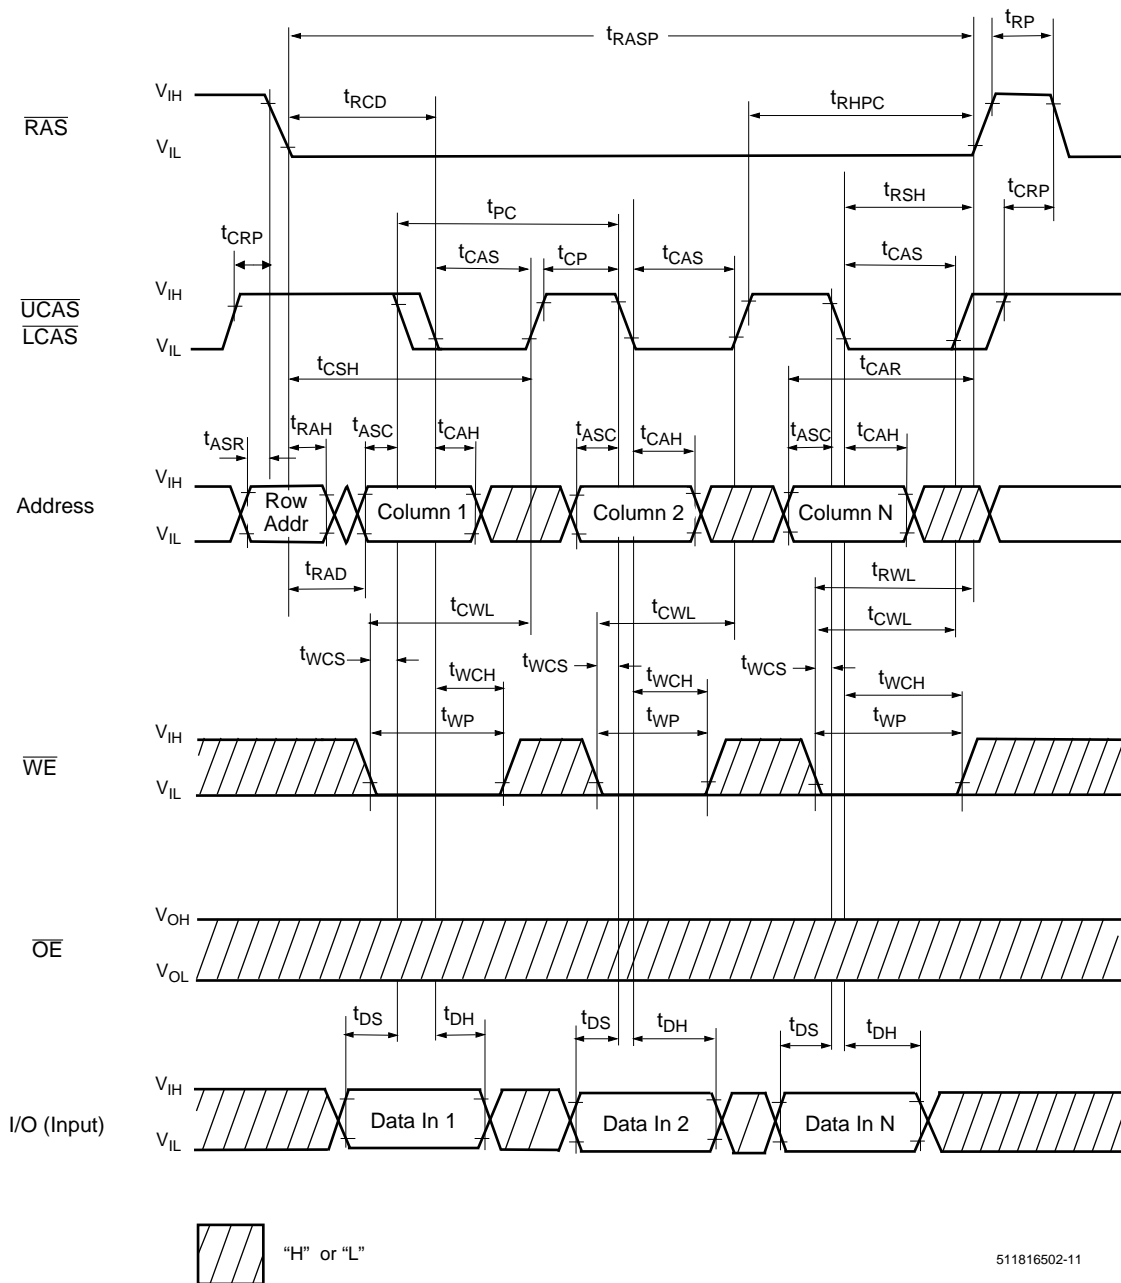 tRASP
tRP
VIH
tRCD
tRHPC
RAS
VIL
tRSH
tCRP
tPC
tCRP
tCAS
tCP
tCAS
tCAS
VIH
UCAS
LCAS
VIL
tCSH
tCAR
tASR
tRAH
tASC
tCAH
tASC
tCAH
tASC
tCAH
VIH
Address
Row
Addr
Column 1
Column 2
Column N
VIL
tRAD
tRWL
tCWL
tCWL
tCWL
tWCS
tWCH
tWCS
tWCH
tWCS
tWCH
tWP
tWP
tWP
VIH
WE
VIL
VOH
OE
VOL
tDS
tDH
tDS
tDH
tDS
tDH
VIH
I/O (Input)
Data In 1
Data In 2
Data In N
VIL
“H” or “L”
511816502-11